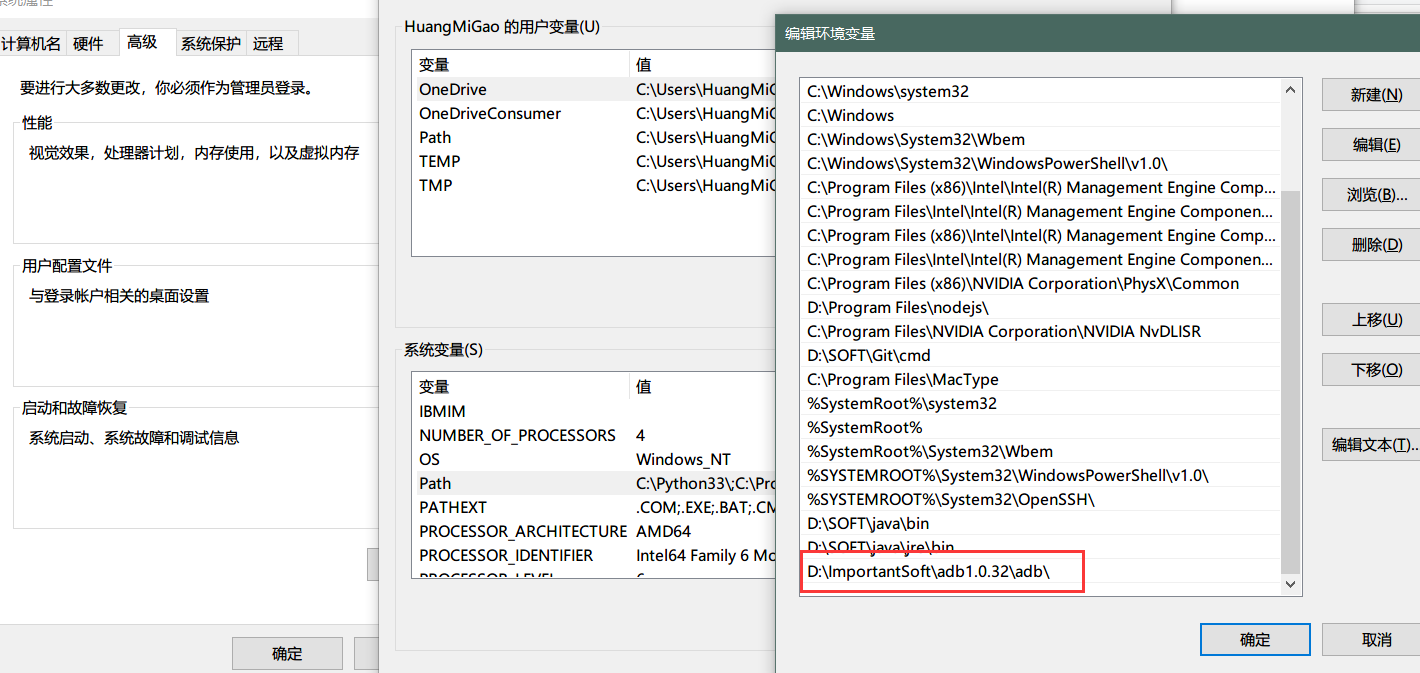 系统属性
计算机名
硬件
高级
系统保护
远程
要进行大多数更改，你必须作为管理员登录。
性能
视觉效果，处理器计划，内存使用，以及虚拟内存
用户配置文件
与登录帐户相关的桌面设置
启动和故障恢复
系统启动、系统故障和调试信息
确定
HuangMiGao 的用户变量(U)
变量 值
OneDrive C:\Users\HuangMiG
OneDriveConsumer C:\Users\HuangMiG
Path C:\Users\HuangMiG
TEMP C:\Users\HuangMiG
TMP C:\Users\HuangMiG
系统变量(S)
变量 值
IBMIM
NUMBER_OF_PROCESSORS 4
OS Windows_NT
Path C:\Python33\;C:\Pro
PATHEXT .COM;.EXE;.BAT;.CM
PROCESSOR_ARCHITECTURE AMD64
PROCESSOR_IDENTIFIER Intel64 Family 6 Mo
PROCESSOR_LEVEL 6
编辑环境变量
C:\Windows\system32
C:\Windows
C:\Windows\System32\Wbem
C:\Windows\System32\WindowsPowerShell\v1.0\
C:\Program Files (x86)\Intel\Intel(R) Management Engine Comp...
C:\Program Files\Intel\Intel(R) Management Engine Componen...
C:\Program Files (x86)\Intel\Intel(R) Management Engine Comp...
C:\Program Files\Intel\Intel(R) Management Engine Componen...
C:\Program Files (x86)\NVIDIA Corporation\PhysX\Common
D:\Program Files\nodejs\
C:\Program Files\NVIDIA Corporation\NVIDIA NvDLISR
D:\SOFT\Git\cmd
C:\Program Files\MacType
%SystemRoot%\system32
%SystemRoot%
%SystemRoot%\System32\Wbem
%SYSTEMROOT%\System32\WindowsPowerShell\v1.0\
%SYSTEMROOT%\System32\OpenSSH\
D:\SOFT\java\bin
D:\SOFT\java\jre\bin
D:\ImportantSoft\adb1.0.32\adb\
新建(N)
编辑(E)
浏览(B)...
删除(D)
上移(U)
下移(O)
编辑文本(T)...
确定
取消